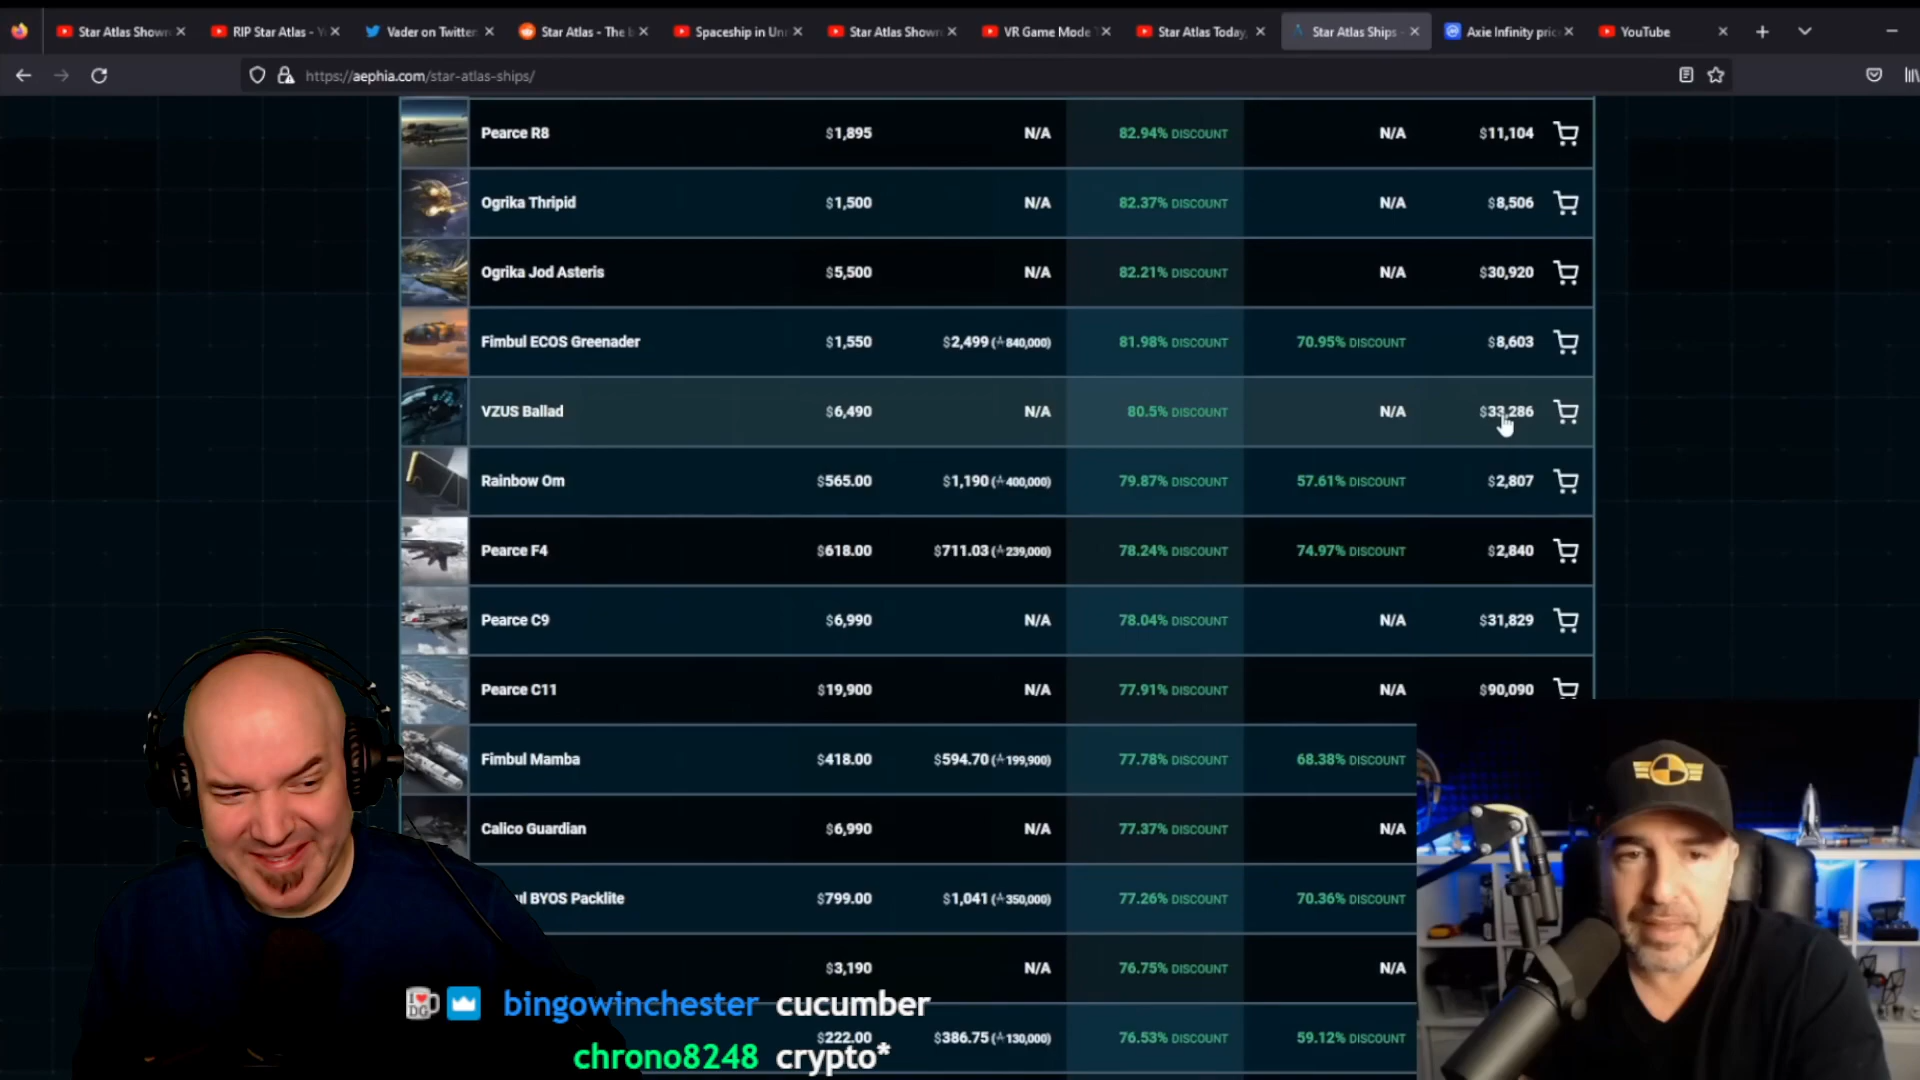 Star Atlas Showr
RIP Star Atlas - Y
Vader on Twitter
Star Atlas - The b
Spaceship in Unr
Star Atlas Showr
VR Game Mode T
Star Atlas Today,
Star Atlas Ships -
Axie Infinity pric
YouTube
https://aephia.com/star-atlas-ships/
Pearce R8 $1,895 N/A 82.94% DISCOUNT N/A $11,104
Ogrika Thripid $1,500 N/A 82.37% DISCOUNT N/A $8,506
Ogrika Jod Asteris $5,500 N/A 82.21% DISCOUNT N/A $30,920
Fimbul ECOS Greenader $1,550 $2,499 (840,000) 81.98% DISCOUNT 70.95% DISCOUNT $8,603
VZUS Ballad $6,490 N/A 80.5% DISCOUNT N/A $33,286
Rainbow Om $565.00 $1,190 (400,000) 79.87% DISCOUNT 57.61% DISCOUNT $2,807
Pearce F4 $618.00 $711.03 (239,000) 78.24% DISCOUNT 74.97% DISCOUNT $2,840
Pearce C9 $6,990 N/A 78.04% DISCOUNT N/A $31,829
Pearce C11 $19,900 N/A 77.91% DISCOUNT N/A $90,090
Fimbul Mamba $418.00 $594.70 (199,900) 77.78% DISCOUNT 68.38% DISCOUNT
Calico Guardian $6,990 N/A 77.37% DISCOUNT N/A
ul BYOS Packlite $799.00 $1,041 (350,000) 77.26% DISCOUNT 70.36% DISCOUNT
$3,190 N/A 76.75% DISCOUNT N/A
$222.00 $386.75 (130,000) 76.53% DISCOUNT 59.12% DISCOUNT
I DG bingowinchester cucumber
chrono8248 crypto*